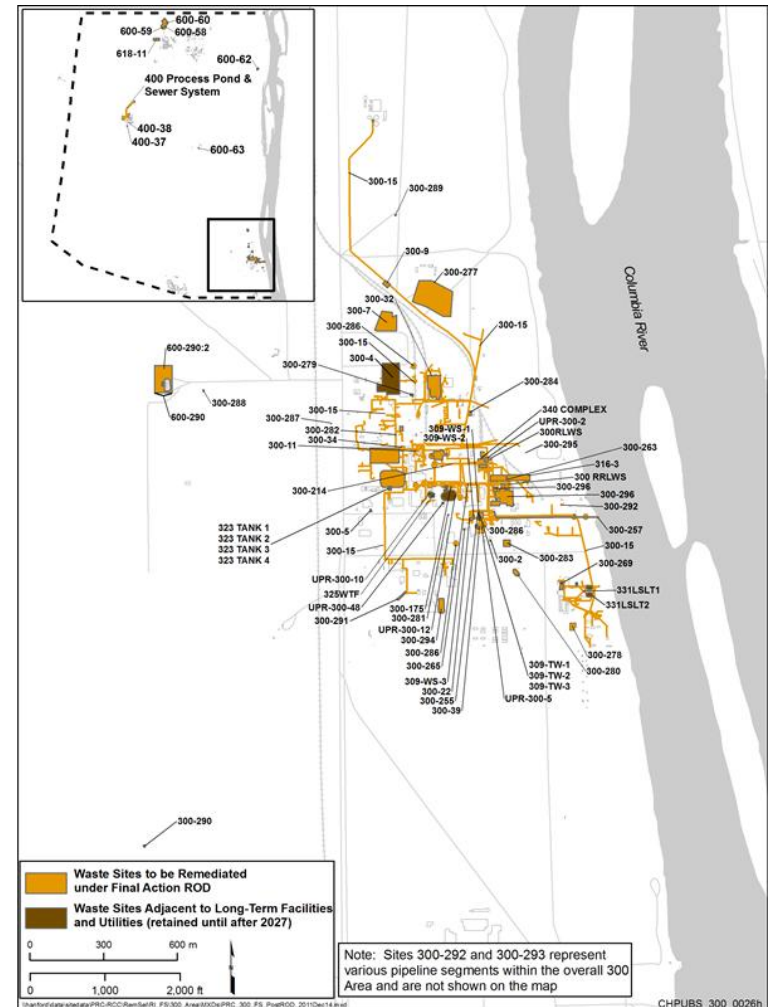 600-60
600-59
600-58
618-11
600-62
400 Process Pond &
Sewer System
400-38
400-37
600-63
300-15
300-289
300-9
300-277
300-32
300-7
300-286
300-15
300-15
300-4
600-290:2
300-279
300-284
300-288
600-290
300-15
340 COMPLEX
300-287
309-WS-1
UPR-300-2
300-282
309-WS-2
300RLWS
300-34
300-295
300-263
300-11
316-3
300 RRLWS
300-296
300-214
300-296
300-292
323 TANK 1
323 TANK 2
323 TANK 3
323 TANK 4
300-5
300-286
300-257
300-15
300-2
300-283
300-15
300-269
UPR-300-10
325WTF
331LSLT1
UPR-300-48
331LSLT2
300-291
300-175
300-281
UPR-300-12
300-294
300-286
300-278
300-265
309-TW-1
300-280
309-TW-2
309-WS-3
309-TW-3
300-22
UPR-300-5
300-255
300-39
Columbia River
300-290
Waste Sites to be Remediated
under Final Action ROD
Waste Sites Adjacent to Long-Term Facilities
and Utilities (retained until after 2027)
0 300 600 m
0 1,000 2,000 ft
Note: Sites 300-292 and 300-293 represent
various pipeline segments within the overall 300
Area and are not shown on the map
CHPUBS_300_0026h